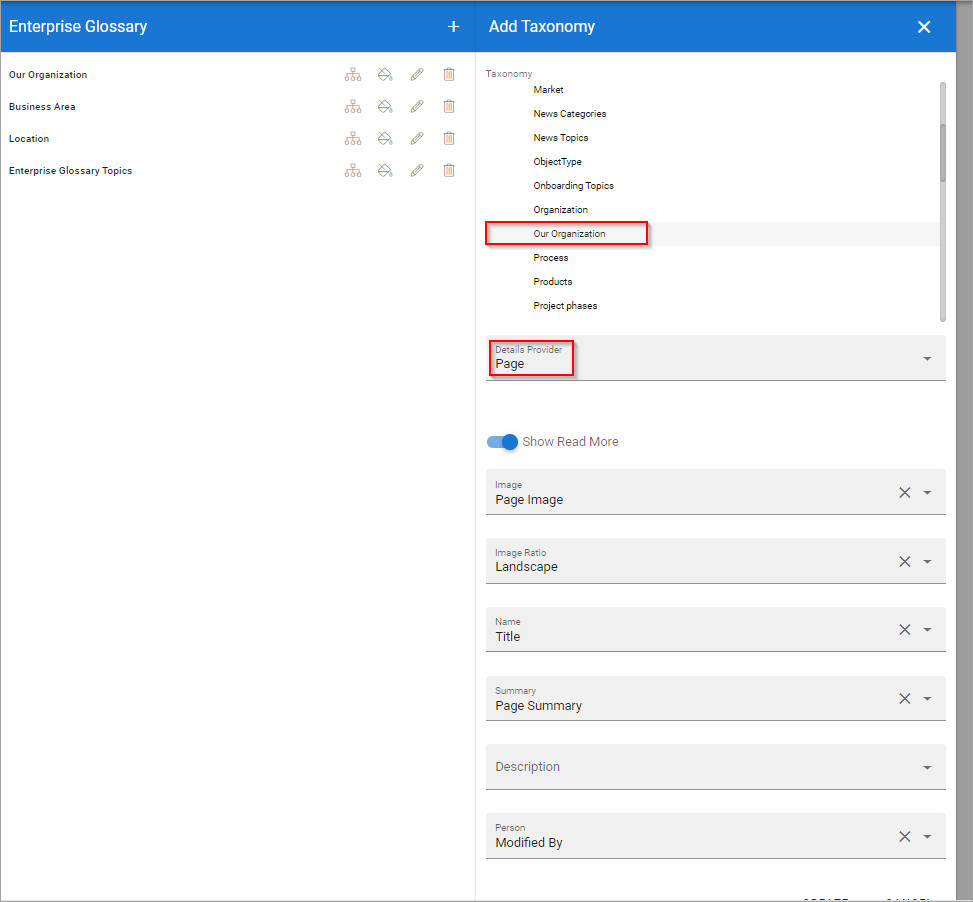 Enterprise Glossary
Our Organization
Business Area
Location
Enterprise Glossary Topics
Add Taxonomy
Taxonomy
Market
News Categories
News Topics
ObjectType
Onboarding Topics
Organization
Our Organization
Process
Products
Project phases
Details Provider
Page
Show Read More
Image
Page Image
Image Ratio
Landscape
Name
Title
Summary
Page Summary
Description
Person
Modified By